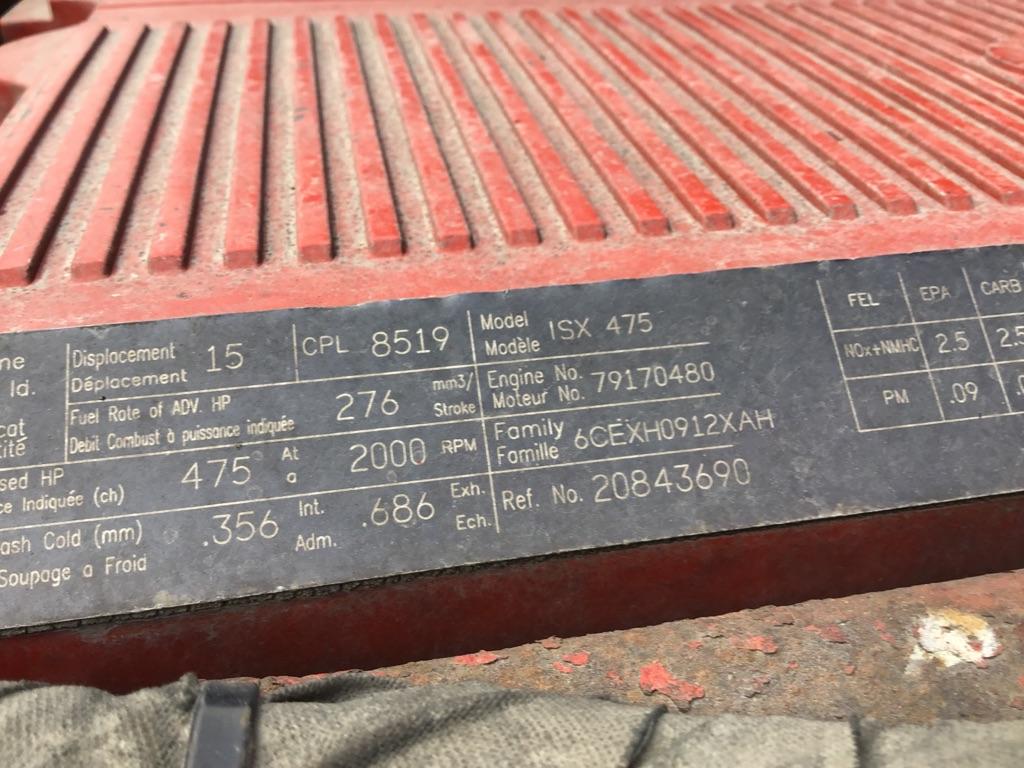 ne
Id.
cat
tité
Displacement 15
Déplacement
CPL 8519
Fuel Rate of ADV. HP 276 mm3/
Debit Combust à puissance indiquée Stroke
sed HP 475 At 2000 RPM
ce Indiquée (ch) a
ash Cold (mm) .356 Int. .686 Exh.
Soupape a Froid Adm. Ech.
Model ISX 475
Modèle
Engine No. 79170480
Moteur No.
Family 6CEXH0912XAH
Famille
Ref. No. 20843690
FEL EPA CARB
NOx+NMHC 2.5 2.5
PM .09